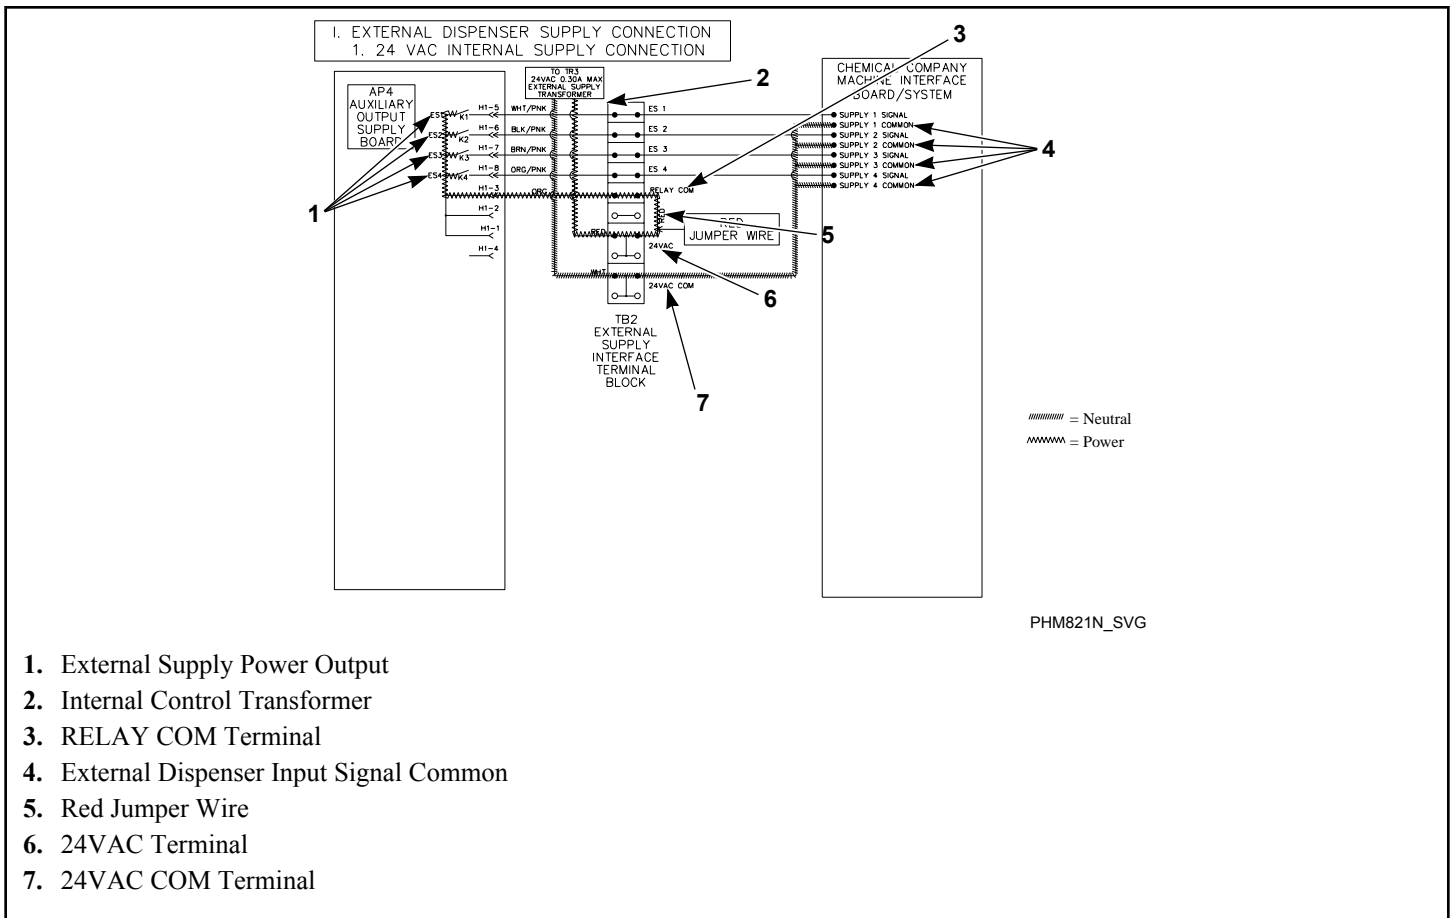 I. EXTERNAL DISPENSER SUPPLY CONNECTION
1. 24 VAC INTERNAL SUPPLY CONNECTION
3
TO TR3
24VAC 0.30A MAX
EXTERNAL SUPPLY
TRANSFORMER
2
CHEMICAL COMPANY
MACHINE INTERFACE
BOARD/SYSTEM
AP4
AUXILIARY
OUTPUT
SUPPLY
BOARD
ES1 K1 H1-5 WHT/PNK ES 1
ES2 K2 H1-6 BLK/PNK ES 2
ES3 K3 H1-7 BRN/PNK ES 3
ES4 K4 H1-8 ORG/PNK ES 4
SUPPLY 1 SIGNAL
SUPPLY 1 COMMON
SUPPLY 2 SIGNAL
SUPPLY 2 COMMON
SUPPLY 3 SIGNAL
SUPPLY 3 COMMON
SUPPLY 4 SIGNAL
SUPPLY 4 COMMON
4
1
H1-3 ORG RELAY COM
H1-2
H1-1
H1-4
RED
RED
RED
JUMPER WIRE
5
24VAC
6
WHT
24VAC COM
7
TB2
EXTERNAL
SUPPLY
INTERFACE
TERMINAL
BLOCK
= Neutral
= Power
PHM821N_SVG
1. External Supply Power Output
2. Internal Control Transformer
3. RELAY COM Terminal
4. External Dispenser Input Signal Common
5. Red Jumper Wire
6. 24VAC Terminal
7. 24VAC COM Terminal